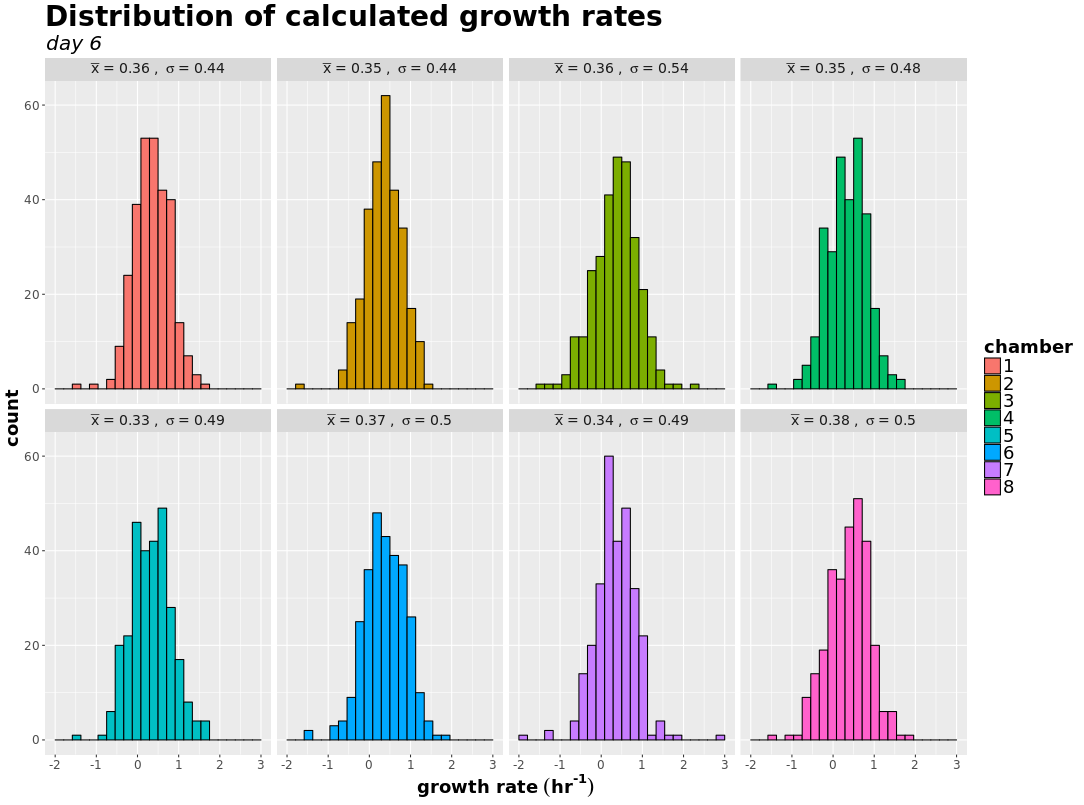 Distribution of calculated growth rates
day 6
x̅ = 0.36 , σ = 0.44
x̅ = 0.35 , σ = 0.44
x̅ = 0.36 , σ = 0.54
x̅ = 0.35 , σ = 0.48
60
40
20
0
x̅ = 0.33 , σ = 0.49
x̅ = 0.37 , σ = 0.5
x̅ = 0.34 , σ = 0.49
x̅ = 0.38 , σ = 0.5
60
40
20
0
-2 -1 0 1 2 3
-2 -1 0 1 2 3
-2 -1 0 1 2 3
-2 -1 0 1 2 3
count
growth rate (hr⁻¹)
chamber
1
2
3
4
5
6
7
8